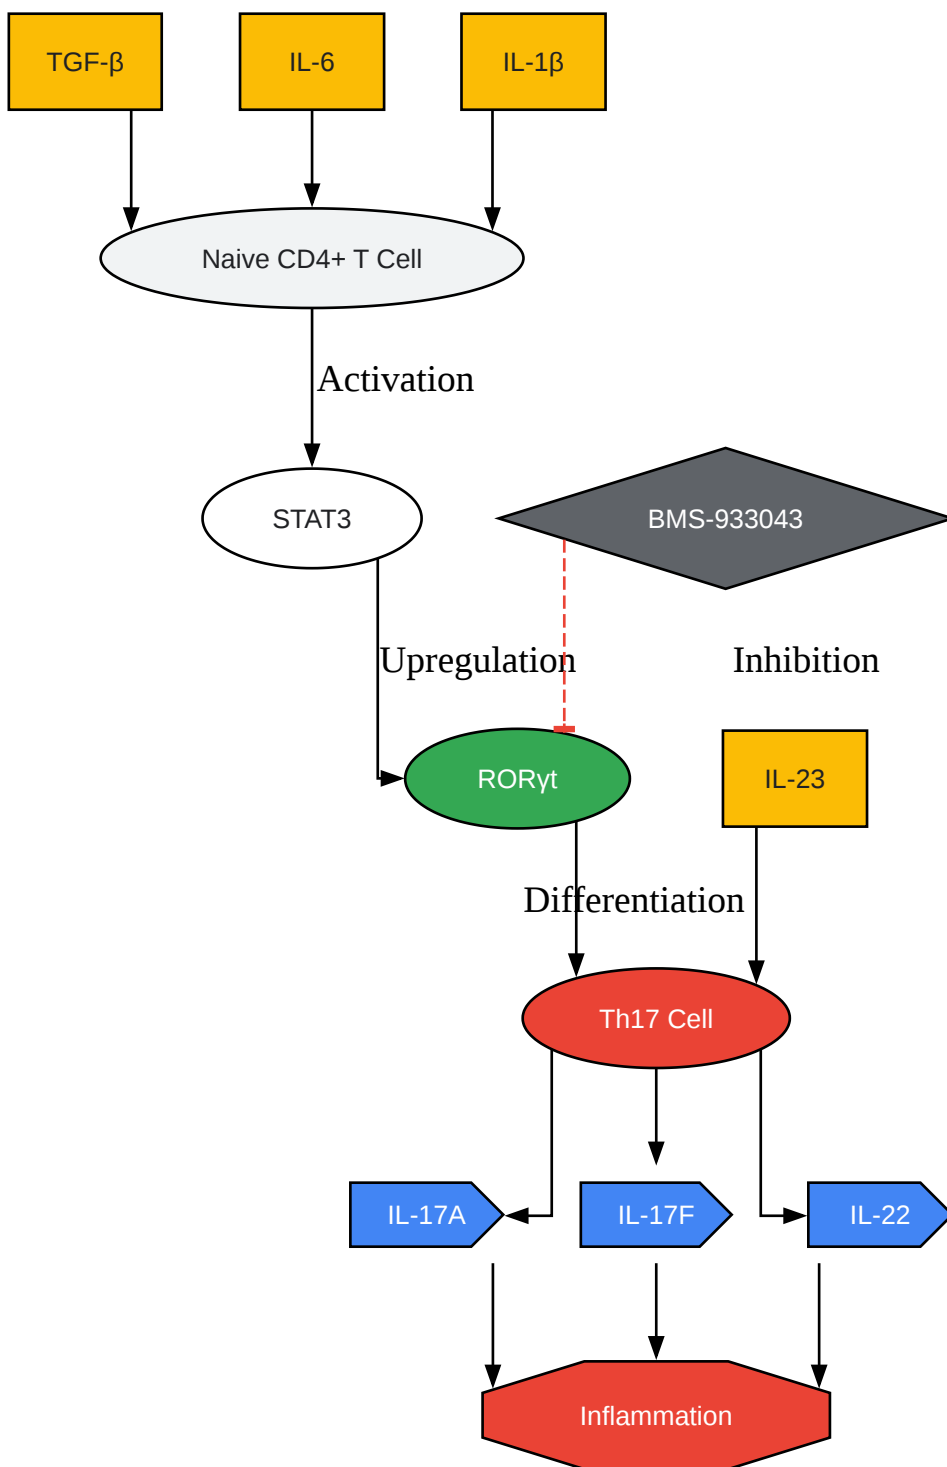 TGF-β
IL-6
IL-1β
Naive CD4+ T Cell
Activation
STAT3
BMS-933043
Upregulation
Inhibition
RORγt
IL-23
Differentiation
Th17 Cell
IL-17A
IL-17F
IL-22
Inflammation